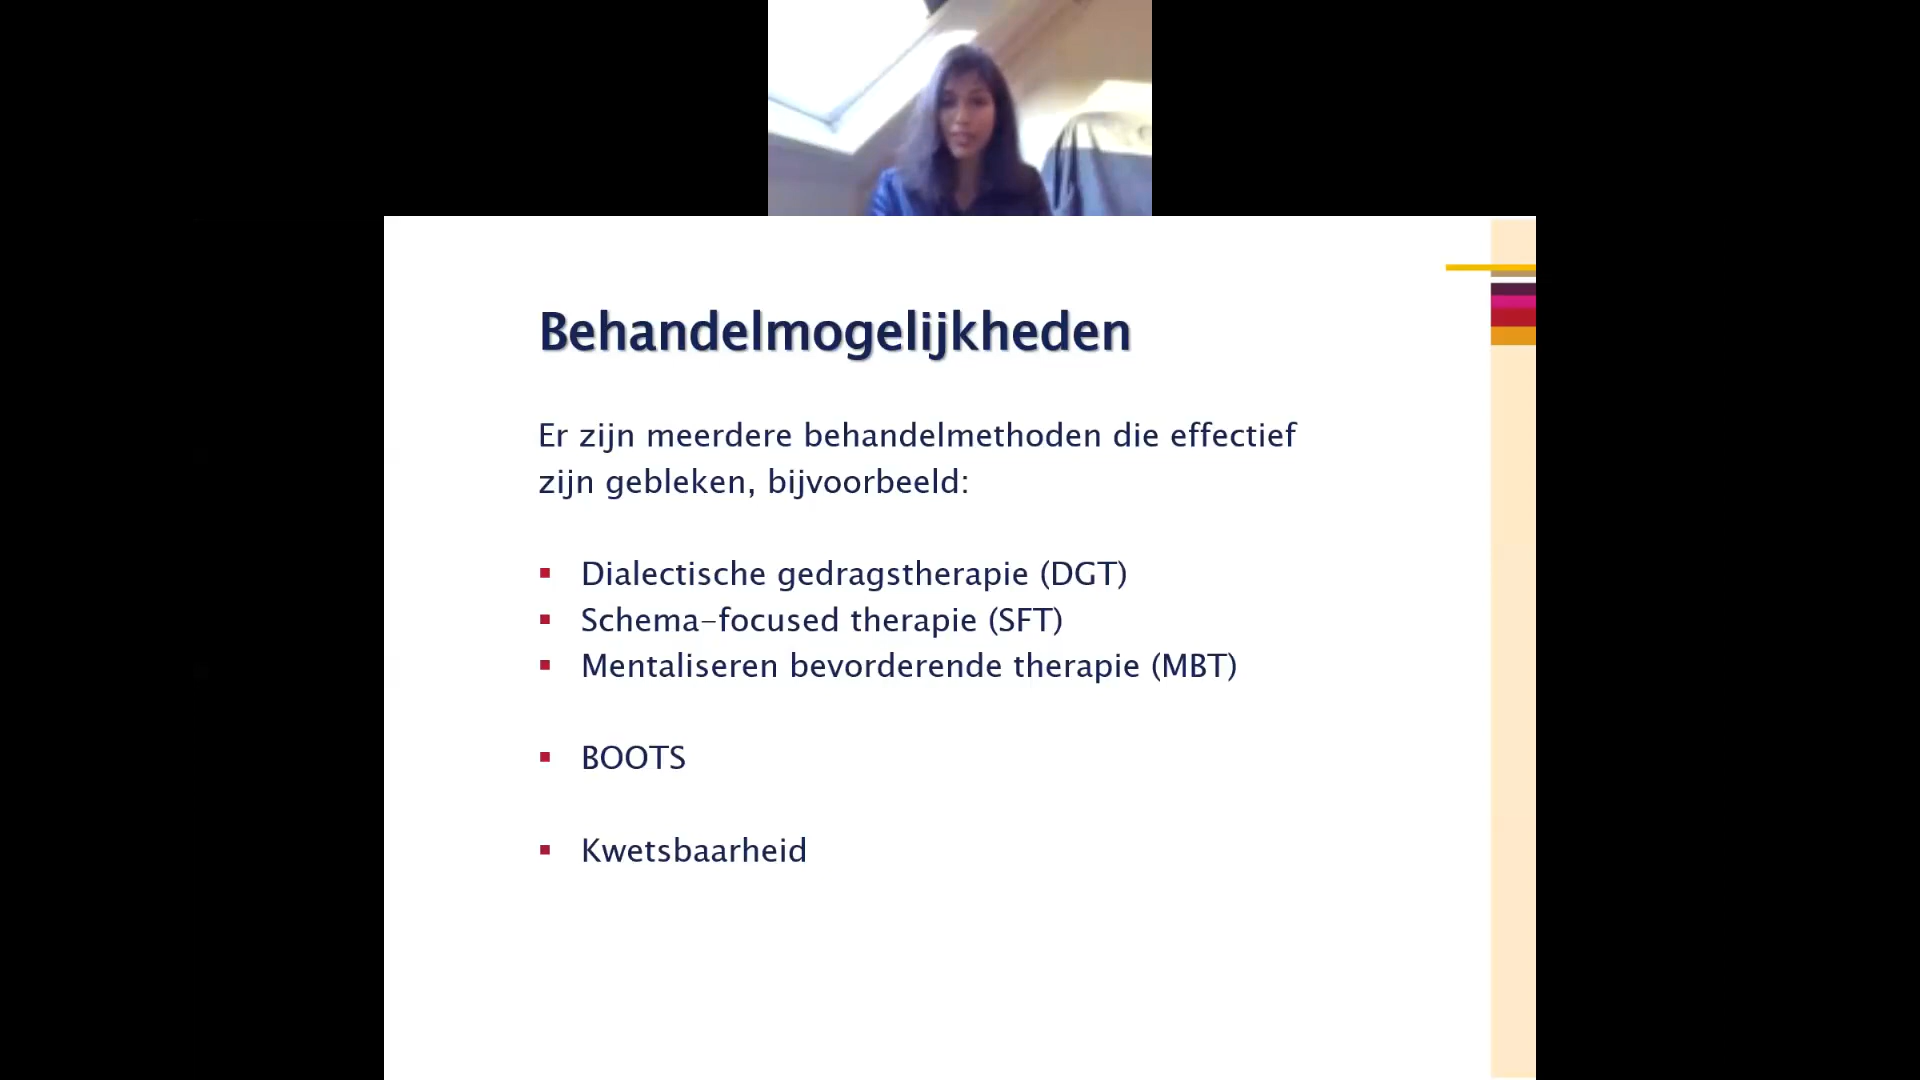 Behandelmogelijkheden
Er zijn meerdere behandelmethoden die effectief
zijn gebleken, bijvoorbeeld:
▪ Dialectische gedragstherapie (DGT)
▪ Schema-focused therapie (SFT)
▪ Mentaliseren bevorderende therapie (MBT)
▪ BOOTS
▪ Kwetsbaarheid